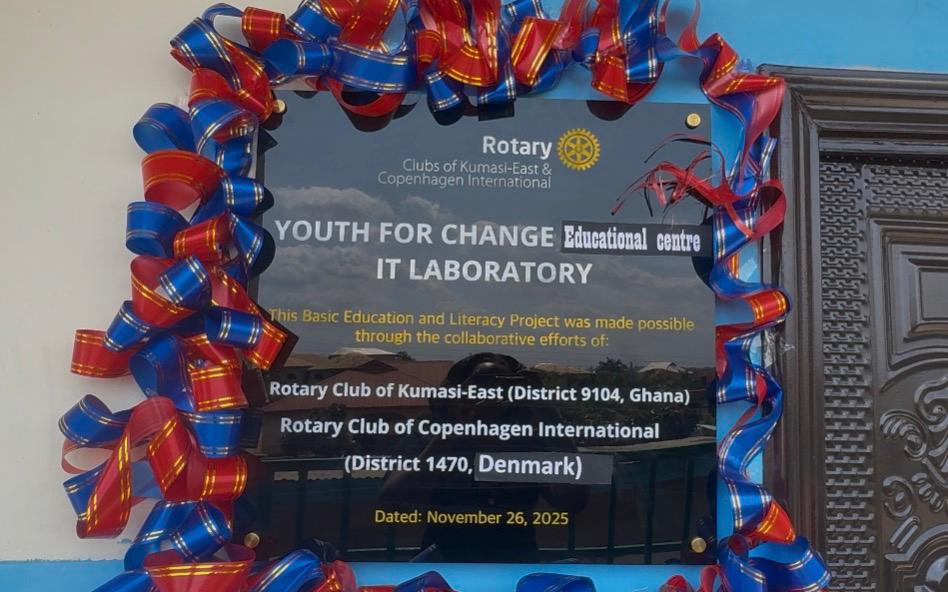 Rotary
Clubs of Kumasi-East &
Copenhagen International
YOUTH FOR CHANGE Educational centre
IT LABORATORY
This Basic Education and Literacy Project was made possible
through the collaborative efforts of:
Rotary Club of Kumasi-East (District 9104, Ghana)
Rotary Club of Copenhagen International
(District 1470, Denmark)
Dated: November 26, 2025